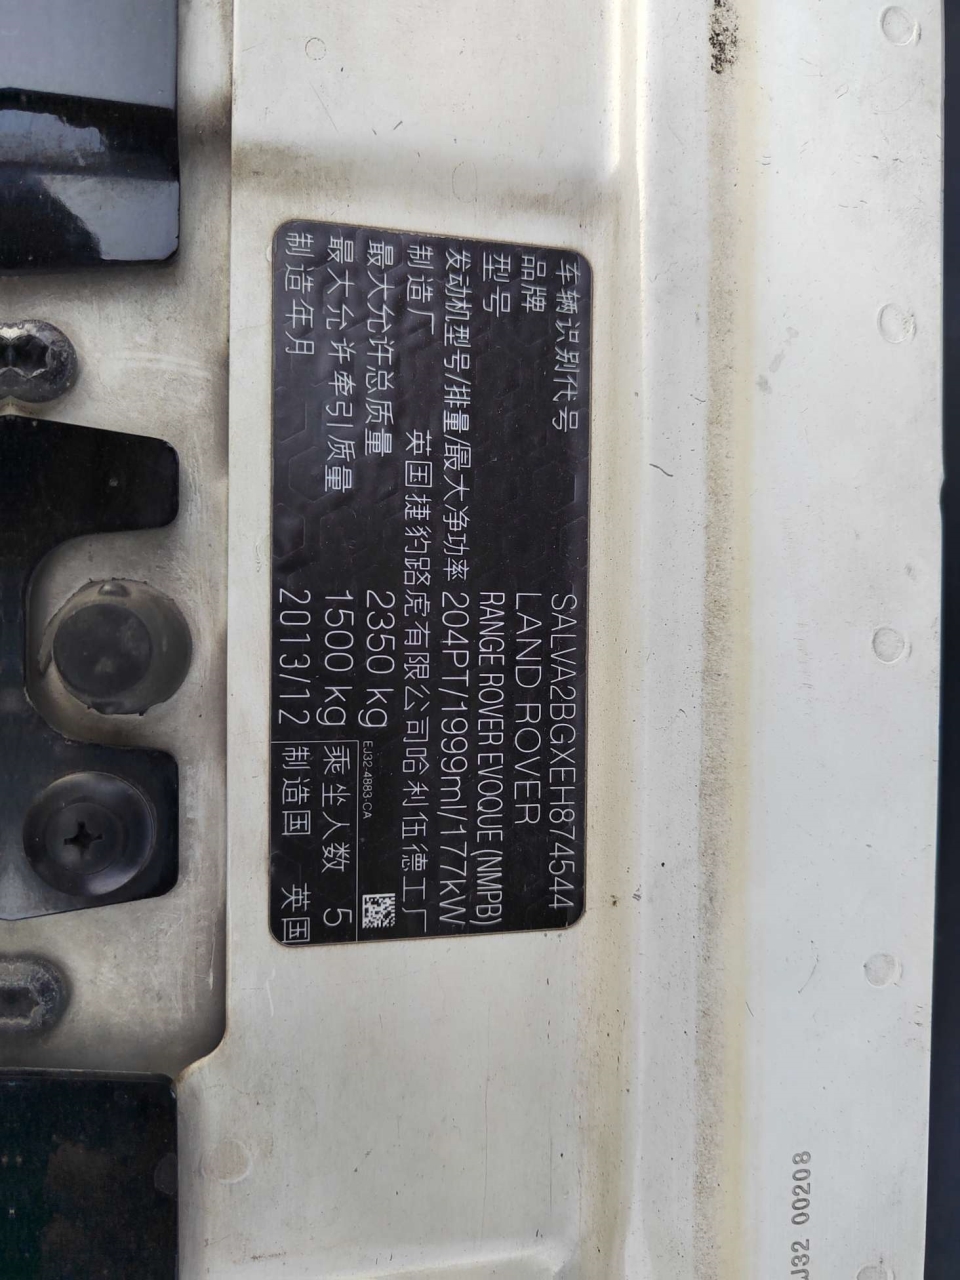 车辆识别代号 SALVA2BGXEH874544
品牌 LAND ROVER
型号 RANGE ROVER EVOQUE (NMPB)
发动机型号/排量/最大净功率 204PT/1999ml/177kW
制造厂 英国捷豹路虎有限公司哈利伍德工厂
最大允许总质量 2350 kg
EJ32-4883-CA
最大允许牵引质量 1500 kg 乘坐人数 5
制造年月 2013/12 制造国 英国
J32 00208